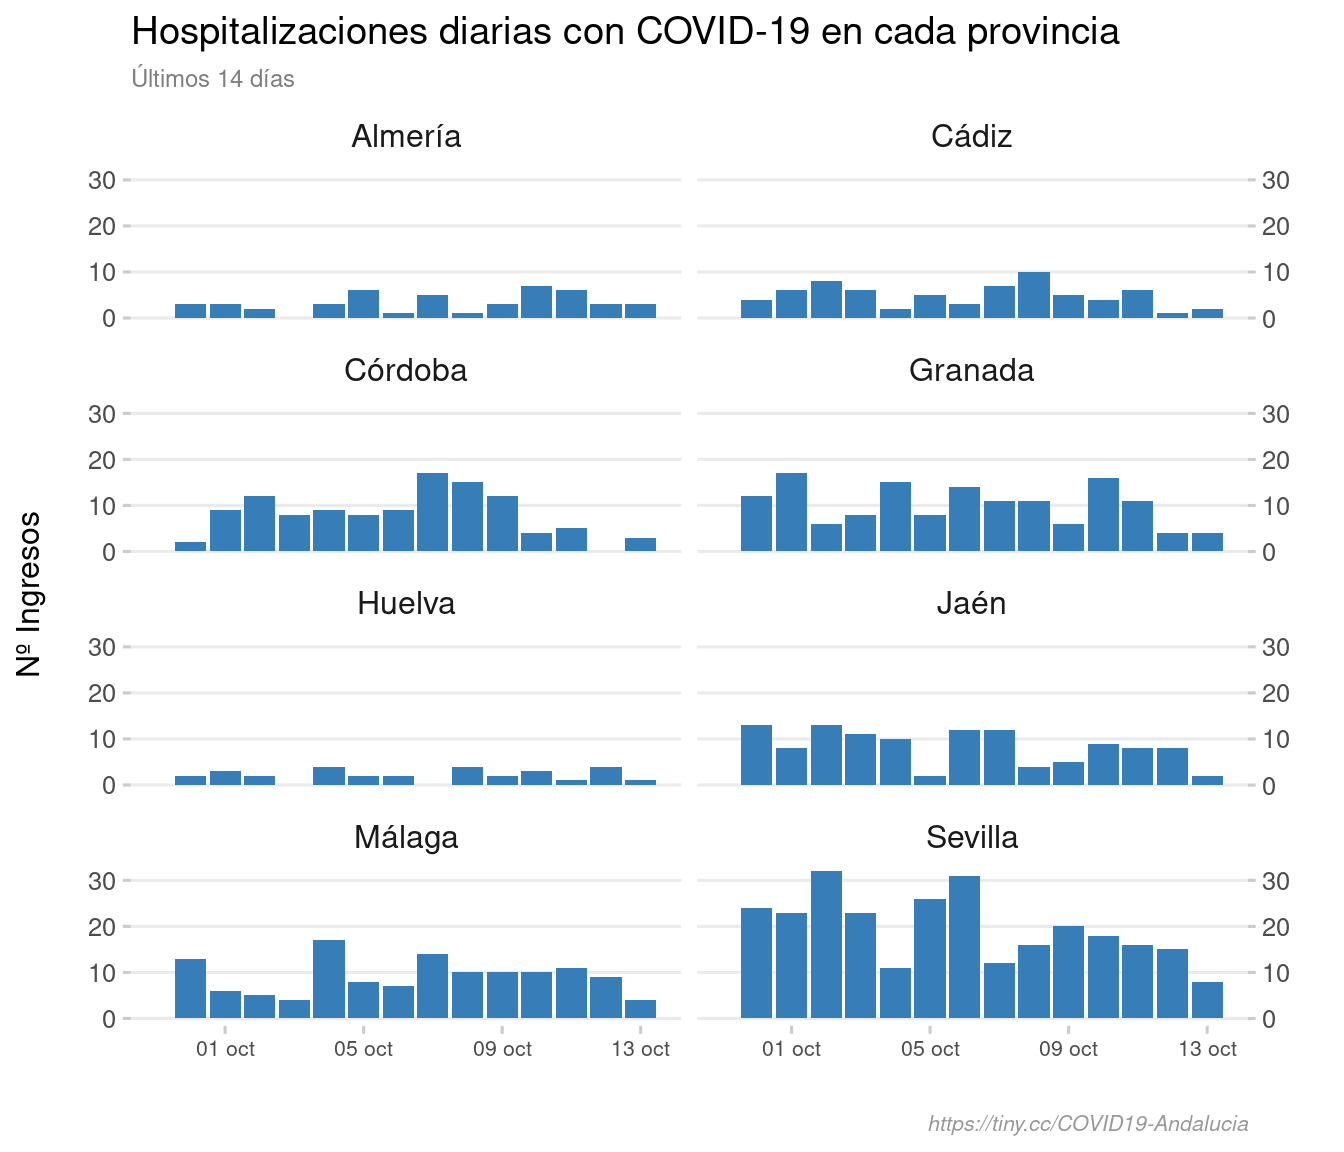 Hospitalizaciones diarias con COVID-19 en cada provincia
Últimos 14 días
Almería
Cádiz
30
20
10
0
30
20
10
0
Córdoba
Granada
30
20
10
0
30
20
10
0
Nº Ingresos
Huelva
Jaén
30
20
10
0
30
20
10
0
Málaga
Sevilla
30
20
10
0
30
20
10
0
01 oct 05 oct 09 oct 13 oct
01 oct 05 oct 09 oct 13 oct
https://tiny.cc/COVID19-Andalucia